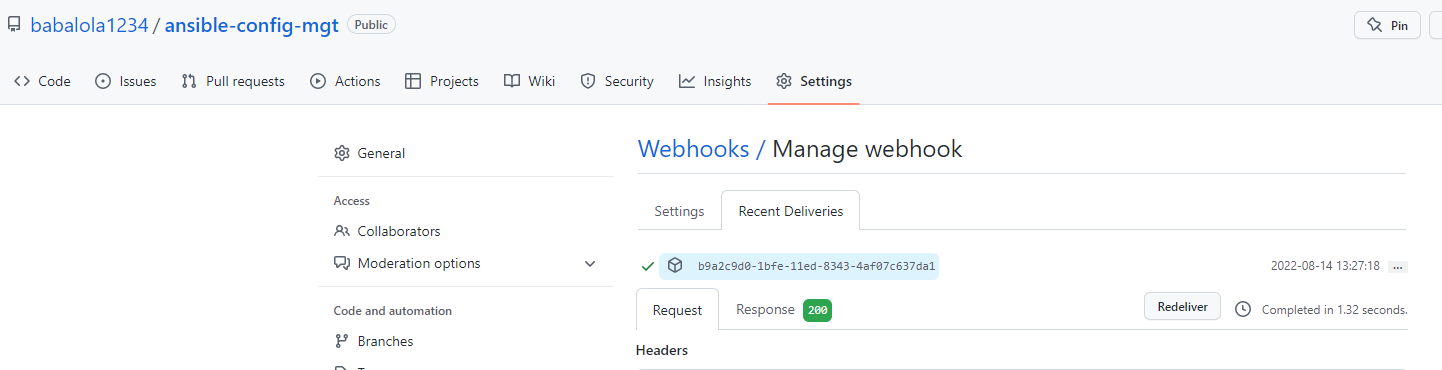 babalola1234 / ansible-config-mgt Public
Pin
Code Issues Pull requests Actions Projects Wiki Security Insights Settings
General
Access
Collaborators
Moderation options
Code and automation
Branches
Webhooks / Manage webhook
Settings Recent Deliveries
b9a2c9d0-1bfe-11ed-8343-4af07c637da1 2022-08-14 13:27:18 ...
Request Response 200 Redeliver Completed in 1.32 seconds.
Headers